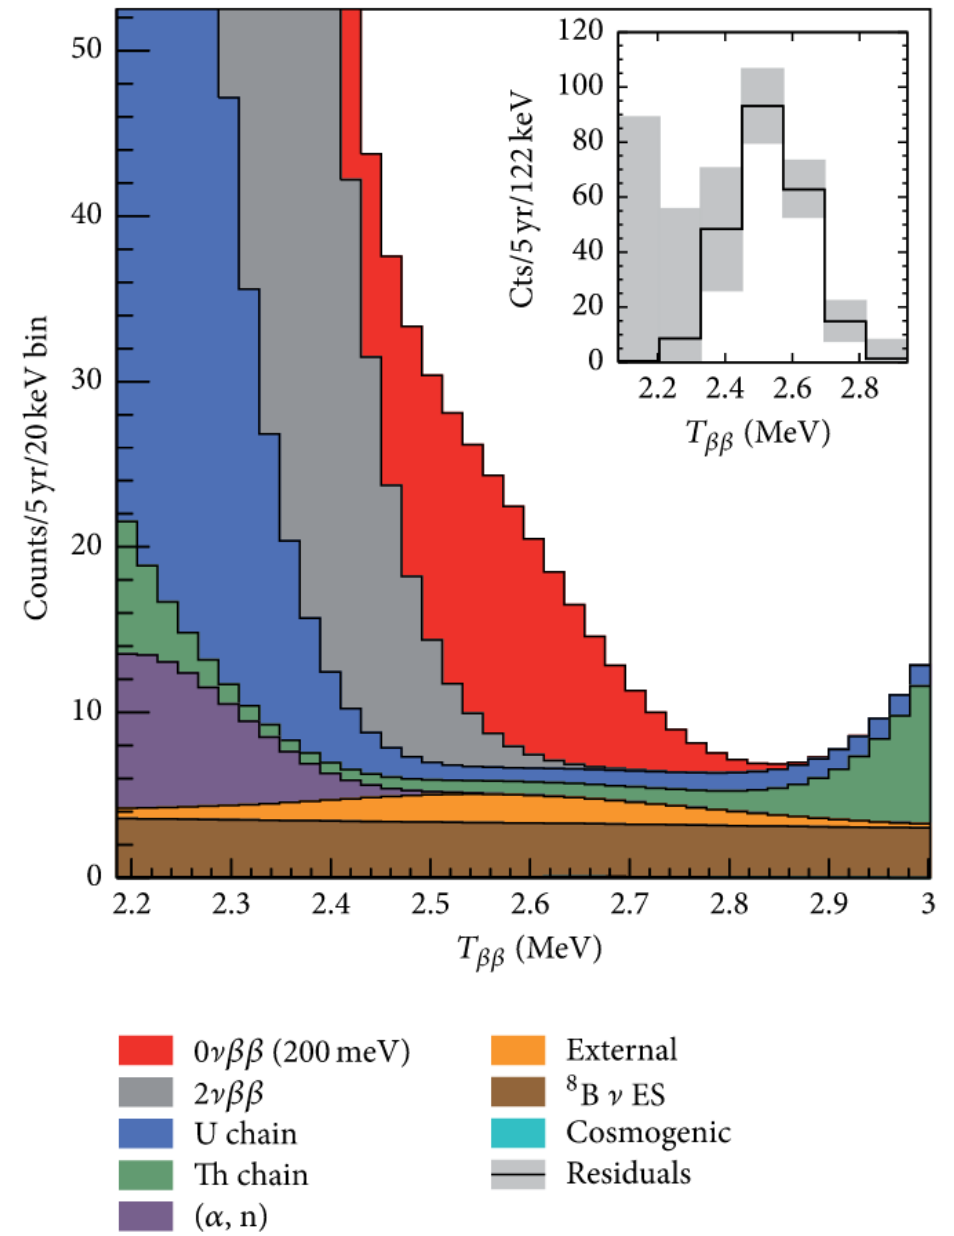 50
40
30
20
10
0
Counts/5 yr/20 keV bin
2.2 2.3 2.4 2.5 2.6 2.7 2.8 2.9 3
Tββ (MeV)
120
100
80
60
40
20
0
Cts/5 yr/122 keV
2.2 2.4 2.6 2.8
Tββ (MeV)
0νββ (200 meV)
2νββ
U chain
Th chain
(α, n)
External
⁸B ν ES
Cosmogenic
Residuals